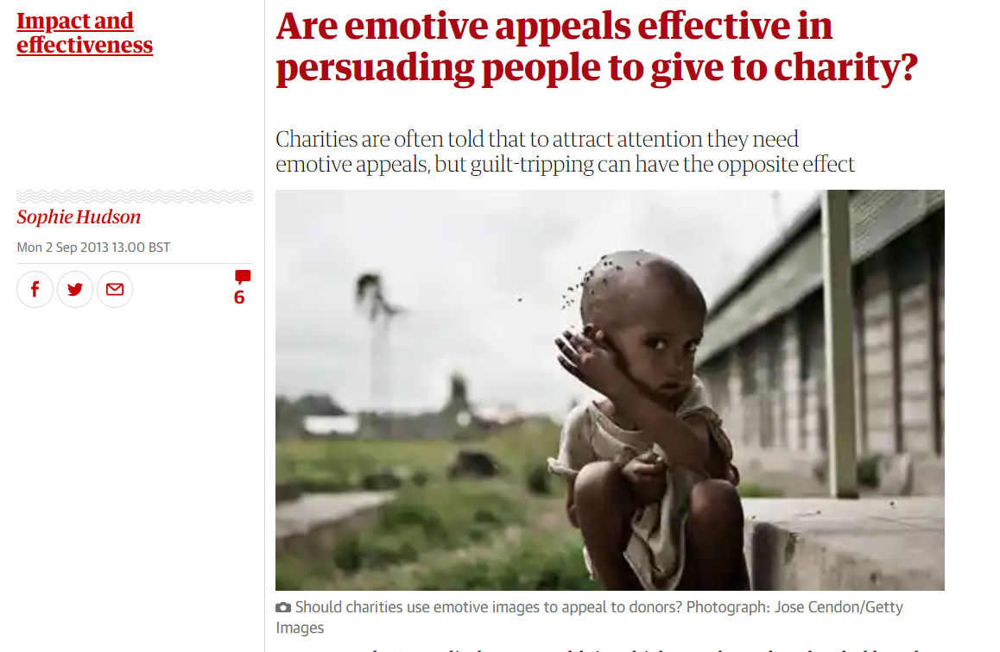 Impact and
effectiveness
Are emotive appeals effective in
persuading people to give to charity?
Charities are often told that to attract attention they need
emotive appeals, but guilt-tripping can have the opposite effect
Sophie Hudson
Mon 2 Sep 2013 13.00 BST
6
Should charities use emotive images to appeal to donors? Photograph: Jose Cendon/Getty
Images